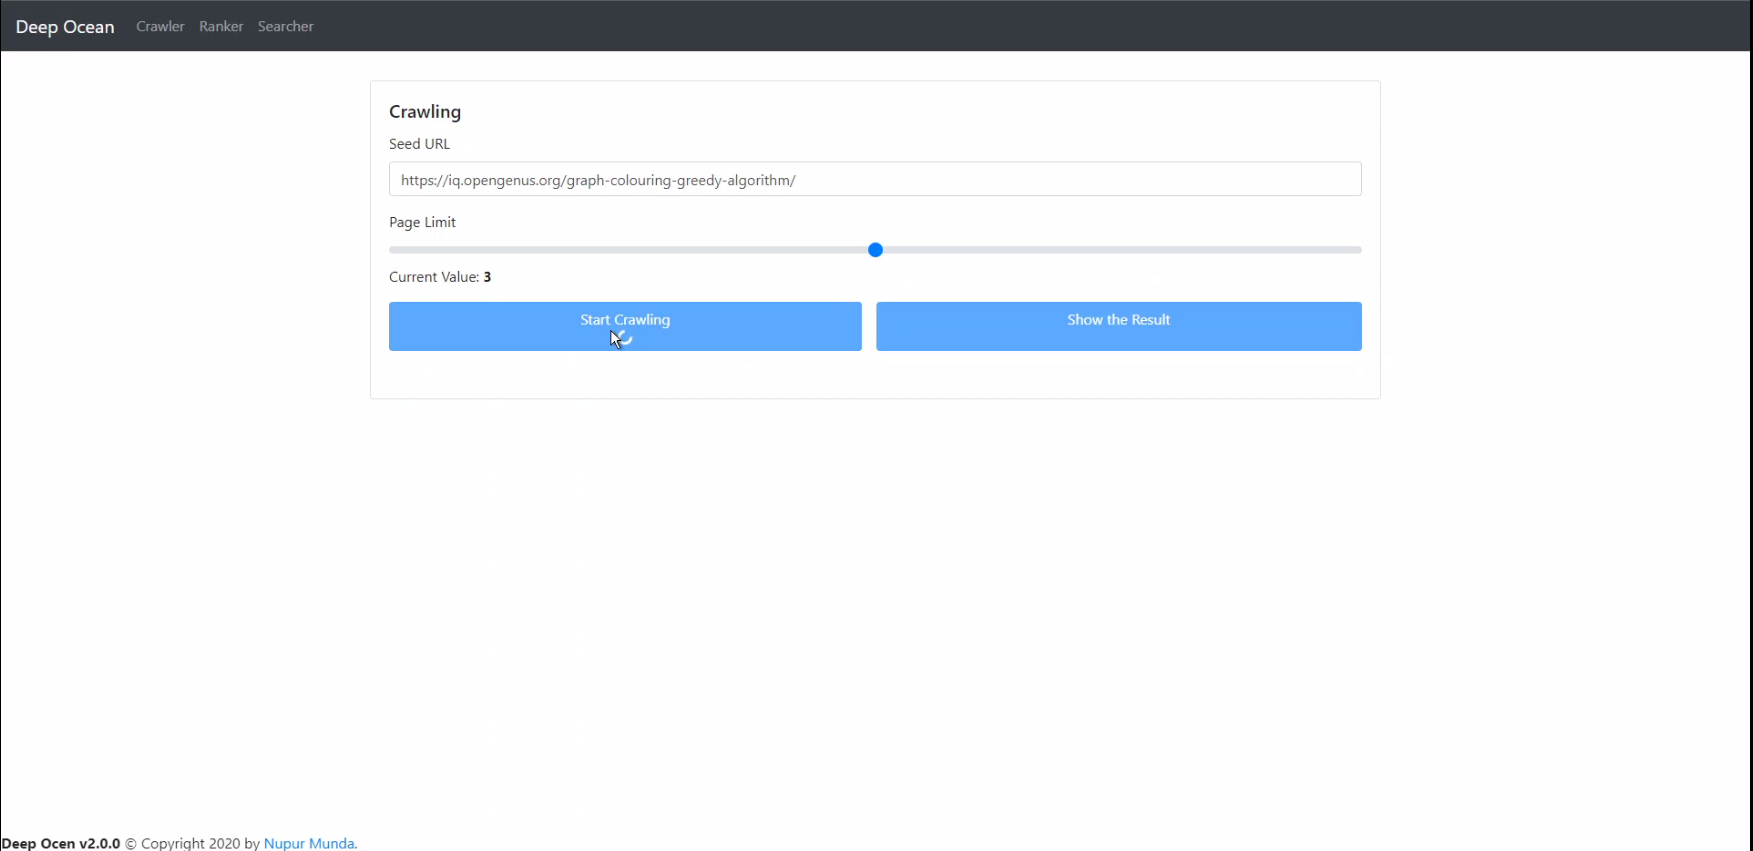 Deep Ocean Crawler Ranker Searcher
Crawling
Seed URL
https://iq.opengenus.org/graph-colouring-greedy-algorithm/
Page Limit
Current Value: 3
Start Crawling Show the Result
Deep Ocen v2.0.0 © Copyright 2020 by Nupur Munda.